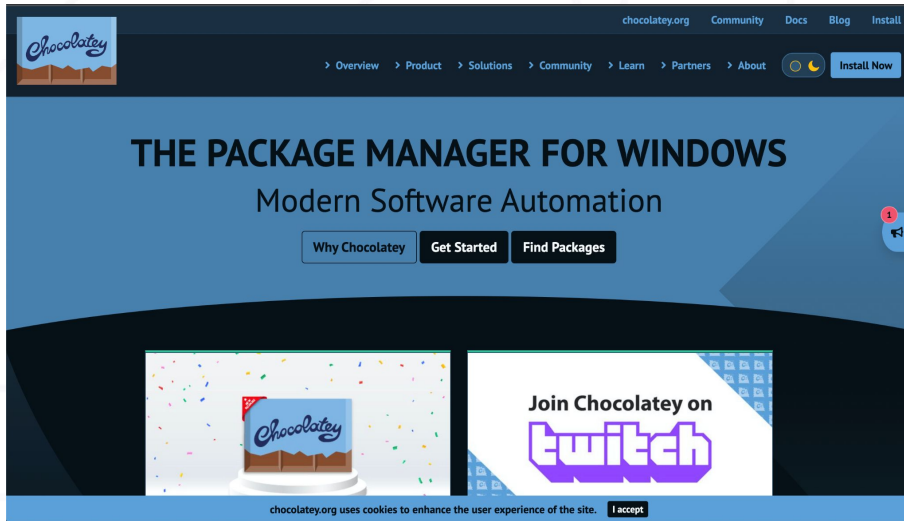 chocolatey.org Community Docs Blog Install
Chocolatey
Overview Product Solutions Community Learn Partners About Install Now
THE PACKAGE MANAGER FOR WINDOWS
Modern Software Automation
1
Why Chocolatey Get Started Find Packages
Join Chocolatey on
twitch
Chocolatey
chocolatey.org uses cookies to enhance the user experience of the site. I accept